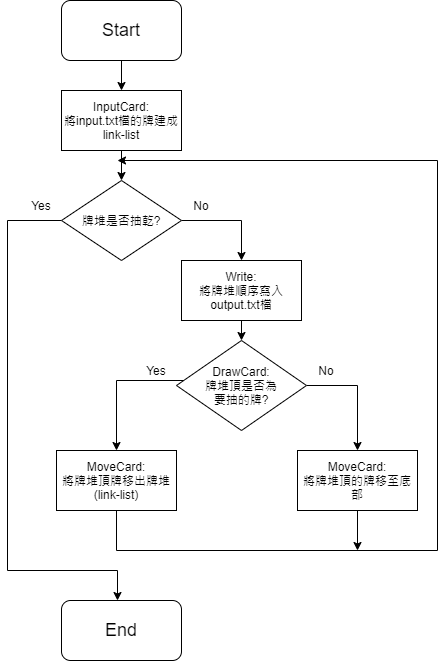 Start
InputCard:
將input.txt檔的牌建成
link-list
Yes
牌堆是否抽乾?
No
Write:
將牌堆順序寫入
output.txt檔
Yes
DrawCard:
牌堆頂是否為
要抽的牌?
No
MoveCard:
將牌堆頂牌移出牌堆
(link-list)
MoveCard:
將牌堆頂的牌移至底
部
End